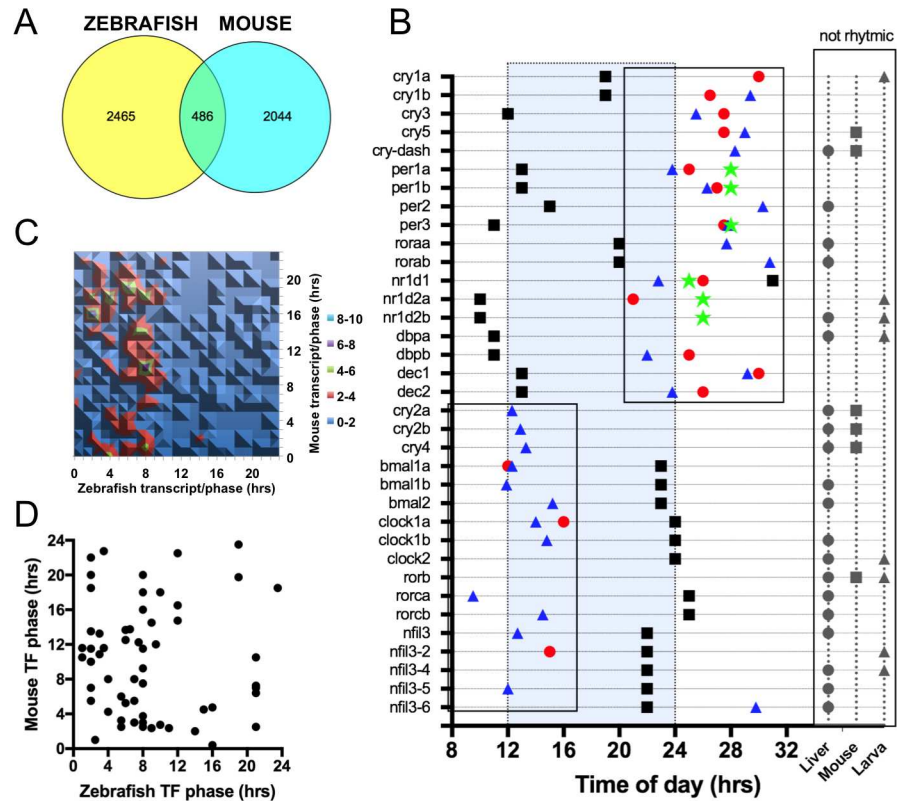 A
ZEBRAFISH MOUSE
2465 486 2044
B
not rhytmic
cry1a
cry1b
cry3
cry5
cry-dash
per1a
per1b
per2
per3
roraa
rorab
nr1d1
nr1d2a
nr1d2b
dbpa
dbpb
dec1
dec2
cry2a
cry2b
cry4
bmal1a
bmal1b
bmal2
clock1a
clock1b
clock2
rorb
rorca
rorcb
nfil3
nfil3-2
nfil3-4
nfil3-5
nfil3-6
8 12 16 20 24 28 32
Time of day (hrs)
Liver
Mouse
Larva
C
20
16
12
8
4
0
Mouse transcript/phase (hrs)
8-10
6-8
4-6
2-4
0-2
0 4 8 12 16 20
Zebrafish transcript/phase (hrs)
D
24
20
16
12
8
4
0
Mouse TF phase (hrs)
0 4 8 12 16 20 24
Zebrafish TF phase (hrs)